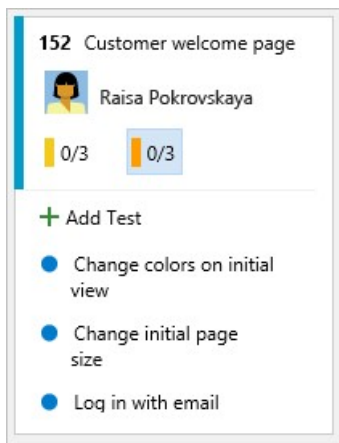 152 Customer welcome page
Raisa Pokrovskaya
0/3 0/3
Add Test
Change colors on initial
view
Change initial page
size
Log in with email